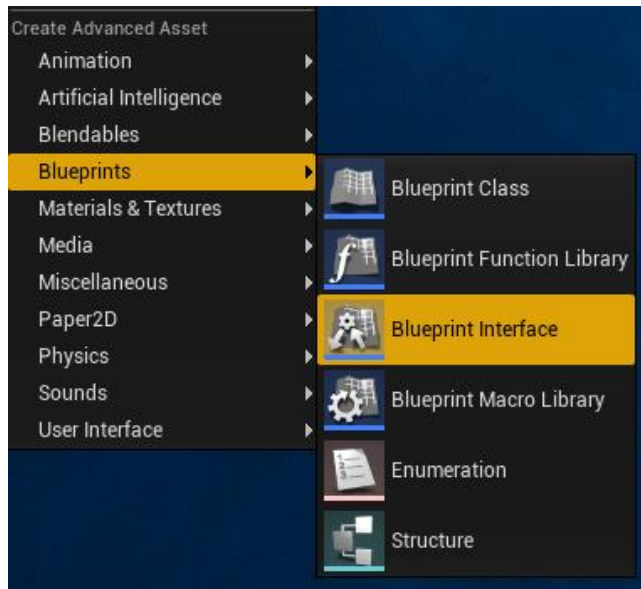 Create Advanced Asset
Animation
Artificial Intelligence
Blendables
Blueprints
Materials & Textures
Media
Miscellaneous
Paper2D
Physics
Sounds
User Interface
Blueprint Class
Blueprint Function Library
Blueprint Interface
Blueprint Macro Library
Enumeration
Structure